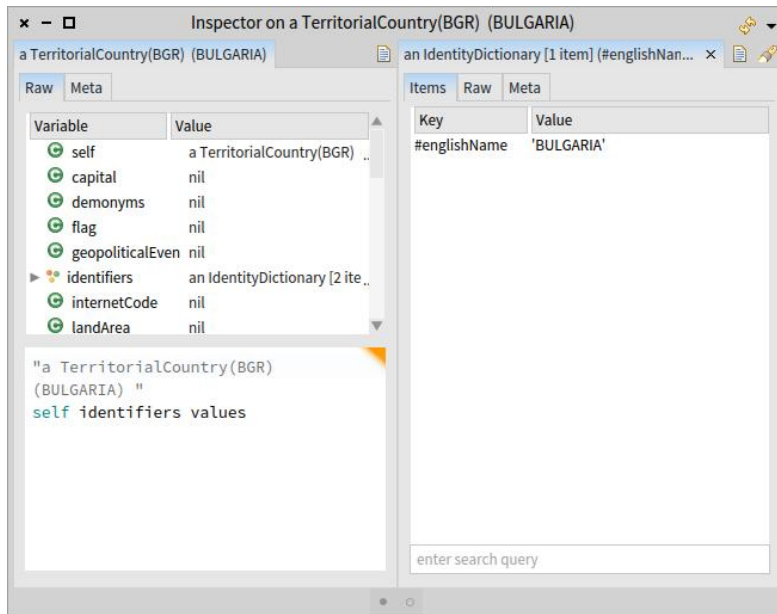 Inspector on a TerritorialCountry(BGR) (BULGARIA)
a TerritorialCountry(BGR) (BULGARIA)
Raw Meta
Variable Value
self a TerritorialCountry(BGR) ..
capital nil
demonyms nil
flag nil
geopoliticalEven nil
identifiers an IdentityDictionary [2 ite..
internetCode nil
landArea nil
"a TerritorialCountry(BGR)
(BULGARIA) "
self identifiers values
an IdentityDictionary [1 item] (#englishNan...
Items Raw Meta
Key Value
#englishName 'BULGARIA'
enter search query